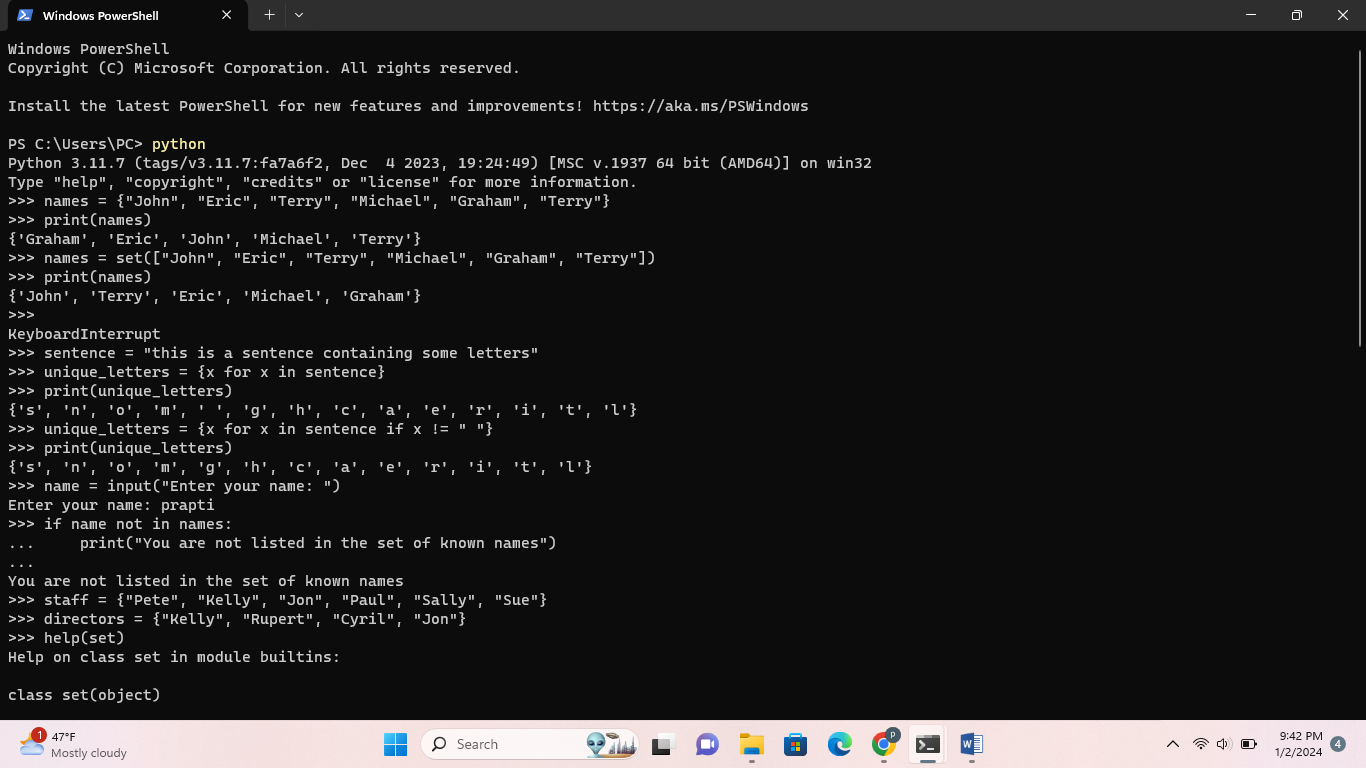 Windows PowerShell
Windows PowerShell
Copyright (C) Microsoft Corporation. All rights reserved.
Install the latest PowerShell for new features and improvements! https://aka.ms/PSWindows
PS C:\Users\PC> python
Python 3.11.7 (tags/v3.11.7:fa7a6f2, Dec  4 2023, 19:24:49) [MSC v.1937 64 bit (AMD64)] on win32
Type "help", "copyright", "credits" or "license" for more information.
>>> names = {"John", "Eric", "Terry", "Michael", "Graham", "Terry"}
>>> print(names)
{'Graham', 'Eric', 'John', 'Michael', 'Terry'}
>>> names = set(["John", "Eric", "Terry", "Michael", "Graham", "Terry"])
>>> print(names)
{'John', 'Terry', 'Eric', 'Michael', 'Graham'}
>>>
KeyboardInterrupt
>>> sentence = "this is a sentence containing some letters"
>>> unique_letters = {x for x in sentence}
>>> print(unique_letters)
{'s', 'n', 'o', 'm', ' ', 'g', 'h', 'c', 'a', 'e', 'r', 'i', 't', 'l'}
>>> unique_letters = {x for x in sentence if x != " "}
>>> print(unique_letters)
{'s', 'n', 'o', 'm', 'g', 'h', 'c', 'a', 'e', 'r', 'i', 't', 'l'}
>>> name = input("Enter your name: ")
Enter your name: prapti
>>> if name not in names:
...     print("You are not listed in the set of known names")
...
You are not listed in the set of known names
>>> staff = {"Pete", "Kelly", "Jon", "Paul", "Sally", "Sue"}
>>> directors = {"Kelly", "Rupert", "Cyril", "Jon"}
>>> help(set)
Help on class set in module builtins:
class set(object)
1
47°F
Mostly cloudy
Search
P
W
9:42 PM
1/2/2024
4